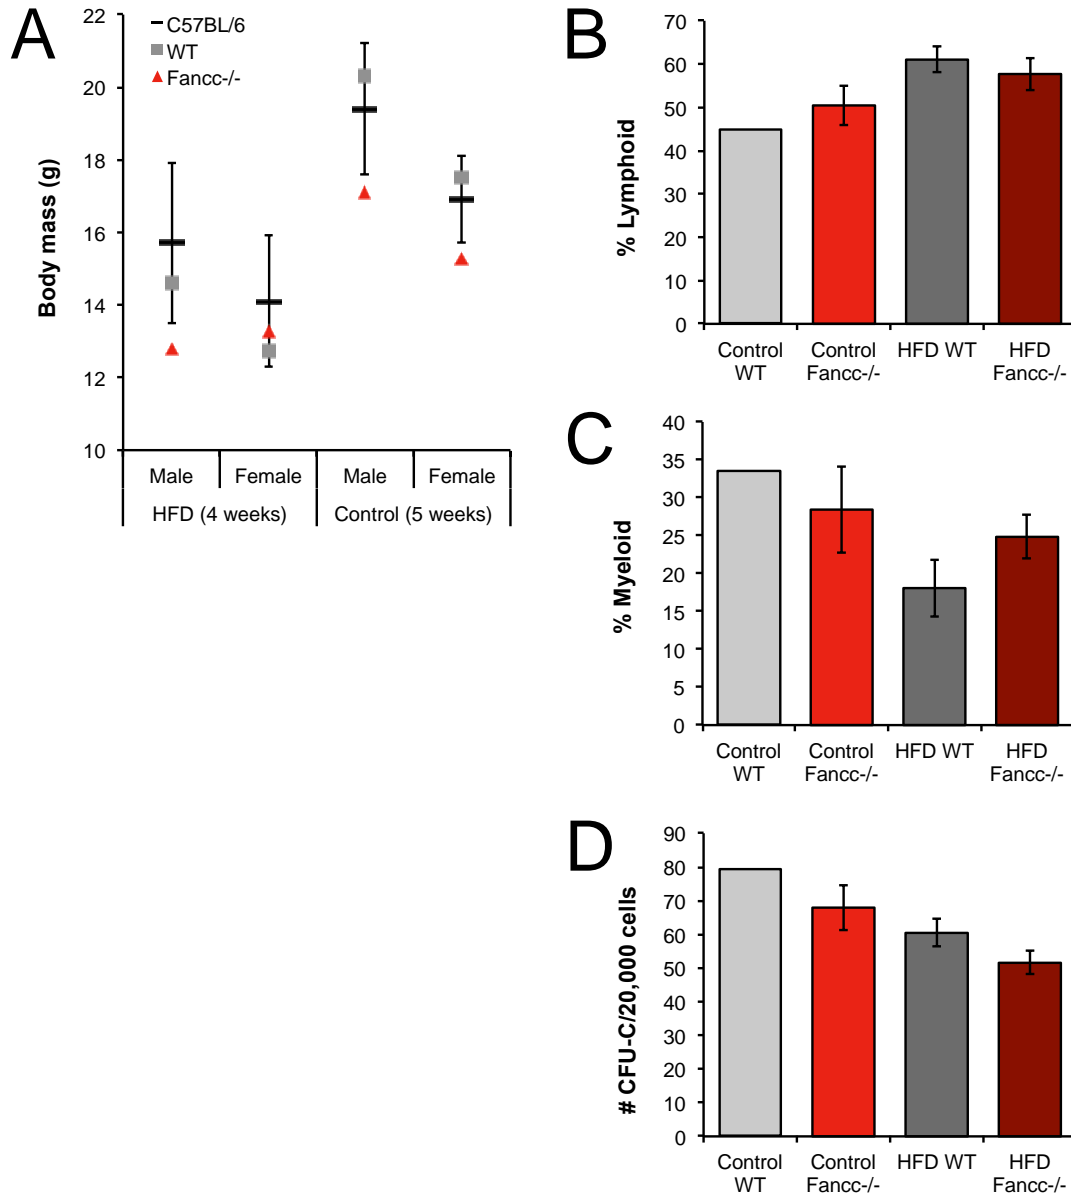 A
22
20
18
16
14
12
10
Body mass (g)
C57BL/6
WT
Fancc-/-
Male Female Male Female
HFD (4 weeks) Control (5 weeks)
B
70
60
50
40
30
20
10
0
% Lymphoid
Control HFD WT
WT
Control
Fancc-/-
HFD
Fancc-/-
C
40
35
30
25
20
15
10
5
0
% Myeloid
Control
WT
Control
Fancc-/-
HFD WT
HFD
Fancc-/-
D
90
80
70
60
50
40
30
20
10
0
# CFU-C/20,000 cells
Control
WT
Control
Fancc-/-
HFD WT
HFD
Fancc-/-